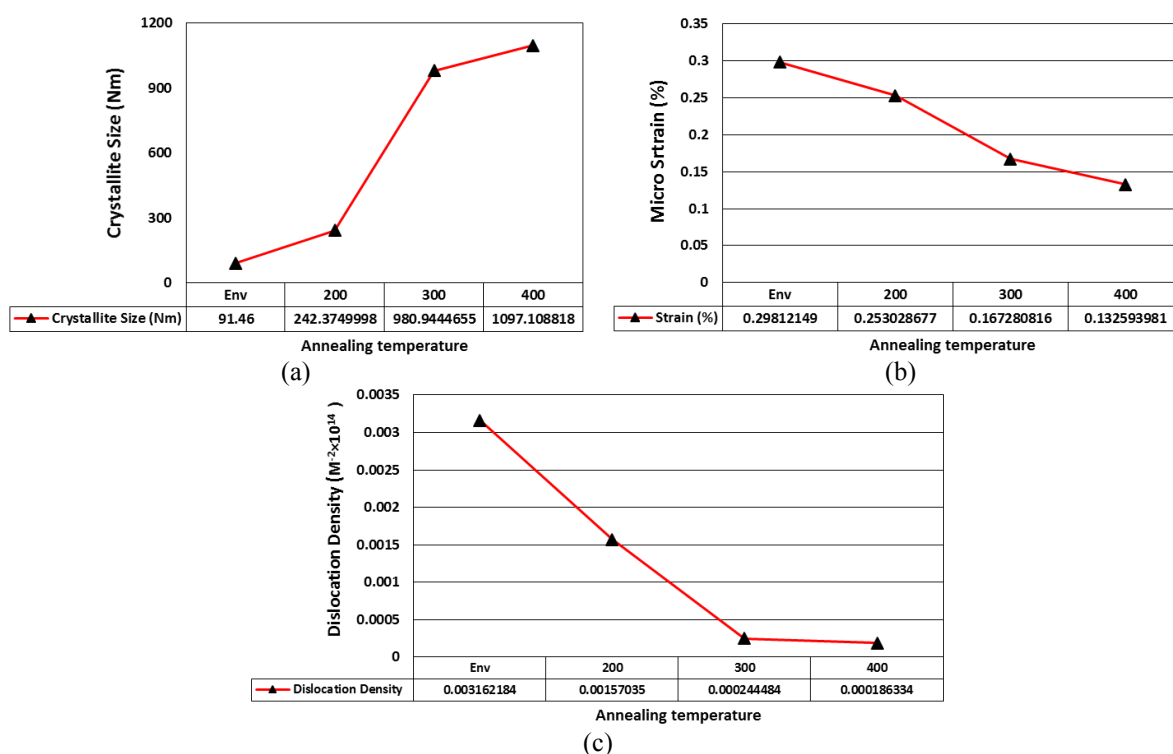 1200
900
600
300
0
Crystallite Size (Nm)
Env 200 300 400
Crystallite Size (Nm) 91.46 242.3749998 980.9444655 1097.108818
Annealing temperature
(a)
0.35
0.3
0.25
0.2
0.15
0.1
0.05
0
Micro Srtrain (%)
Env 200 300 400
Strain (%) 0.29812149 0.253028677 0.167280816 0.132593981
Annealing temperature
(b)
0.0035
0.003
0.0025
0.002
0.0015
0.001
0.0005
0
Dislocation Density (M⁻²×10¹⁴)
Env 200 300 400
Dislocation Density 0.003162184 0.00157035 0.000244484 0.000186334
Annealing temperature
(c)